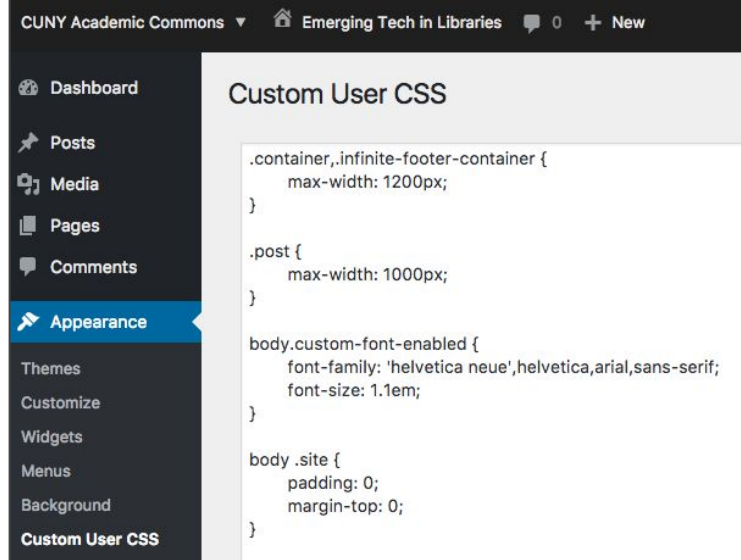 CUNY Academic Commons ▼ Emerging Tech in Libraries 0 + New
Dashboard
Posts
Media
Pages
Comments
Appearance
Themes
Customize
Widgets
Menus
Background
Custom User CSS
Custom User CSS
.container,.infinite-footer-container {
max-width: 1200px;
}
.post {
max-width: 1000px;
}
body.custom-font-enabled {
font-family: 'helvetica neue',helvetica,arial,sans-serif;
font-size: 1.1em;
}
body .site {
padding: 0;
margin-top: 0;
}